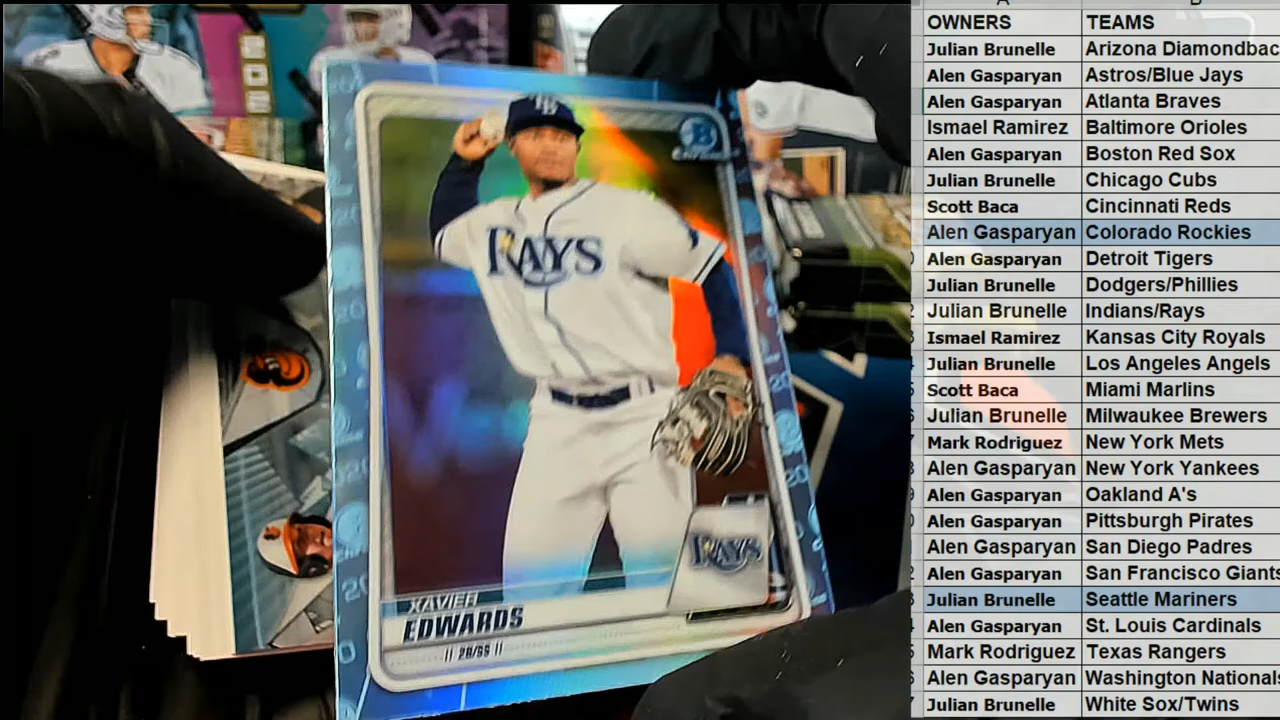 OWNERS TEAMS
Julian Brunelle Arizona Diamondbac
Alen Gasparyan Astros/Blue Jays
Alen Gasparyan Atlanta Braves
Ismael Ramirez Baltimore Orioles
Alen Gasparyan Boston Red Sox
Julian Brunelle Chicago Cubs
Scott Baca Cincinnati Reds
Alen Gasparyan Colorado Rockies
Alen Gasparyan Detroit Tigers
Julian Brunelle Dodgers/Phillies
Julian Brunelle Indians/Rays
Ismael Ramirez Kansas City Royals
Julian Brunelle Los Angeles Angels
Scott Baca Miami Marlins
Julian Brunelle Milwaukee Brewers
Mark Rodriguez New York Mets
Alen Gasparyan New York Yankees
Alen Gasparyan Oakland A's
Alen Gasparyan Pittsburgh Pirates
Alen Gasparyan San Diego Padres
Alen Gasparyan San Francisco Giants
Julian Brunelle Seattle Mariners
Alen Gasparyan St. Louis Cardinals
Mark Rodriguez Texas Rangers
Alen Gasparyan Washington Nationals
Julian Brunelle White Sox/Twins
TB
B
RAYS
RAYS
XAVIER
EDWARDS